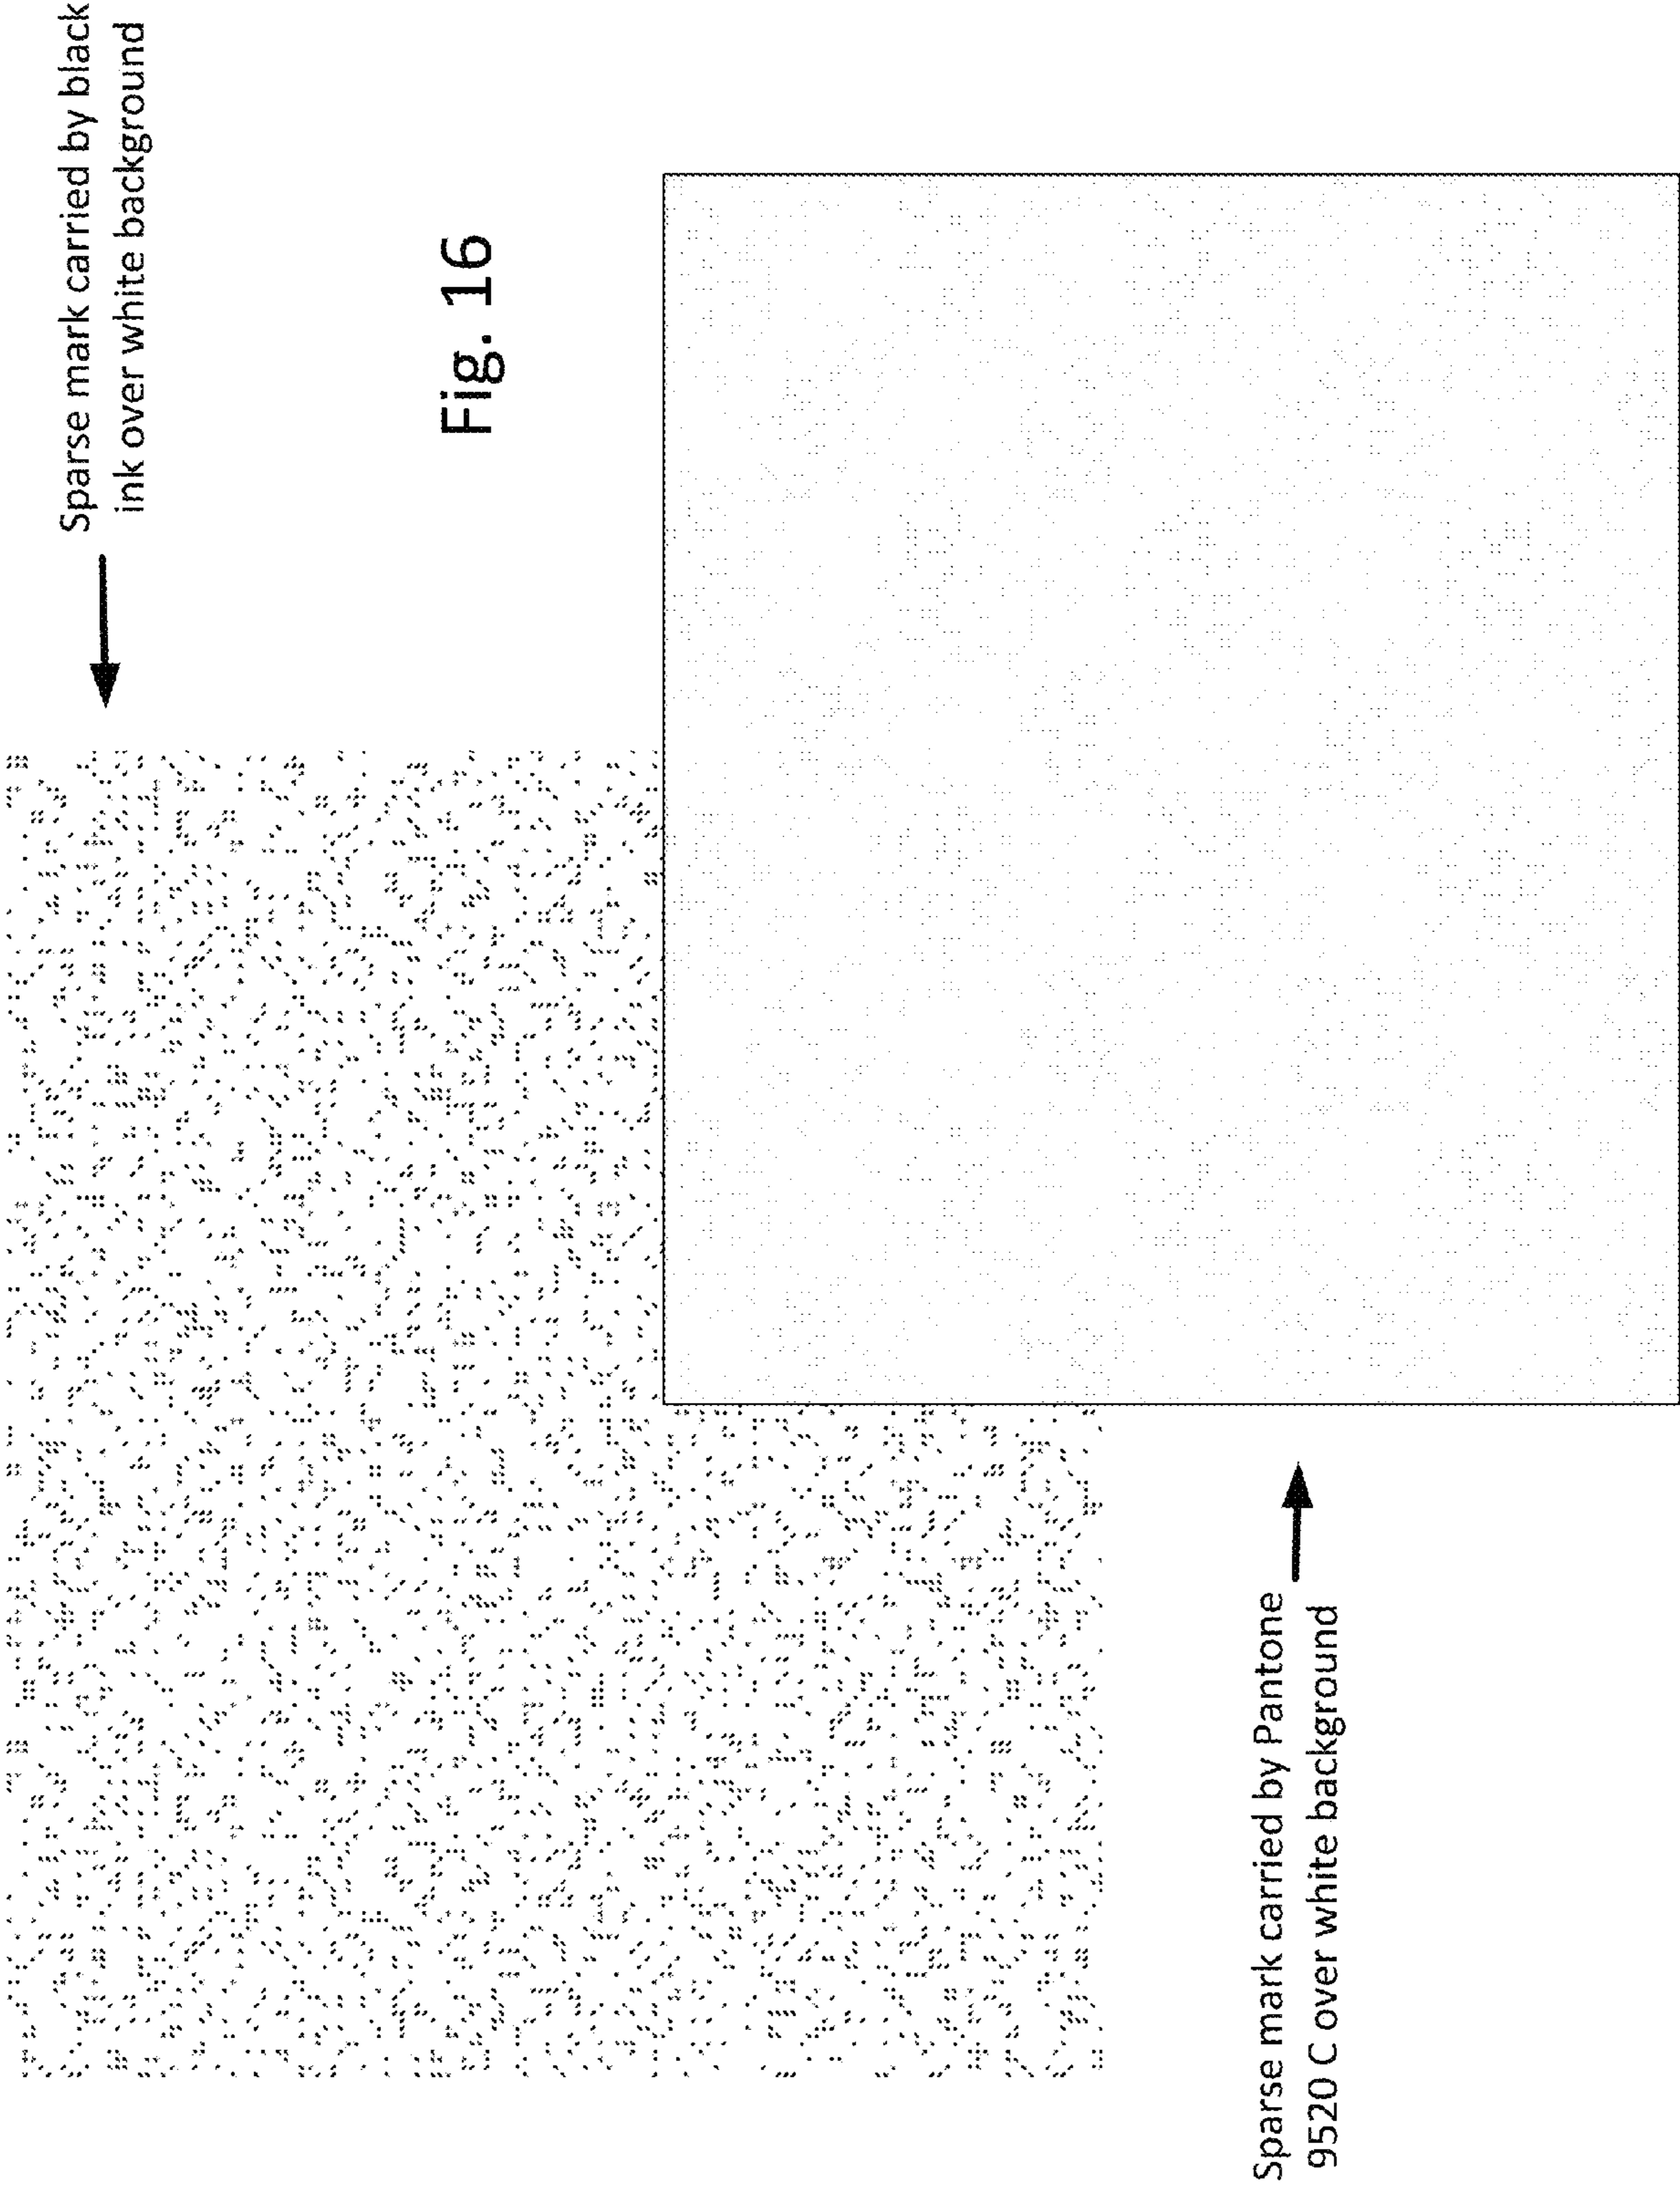 Sparse mark carried by black
ink over white background
Fig. 16
Sparse mark carried by Pantone
9520 C over white background